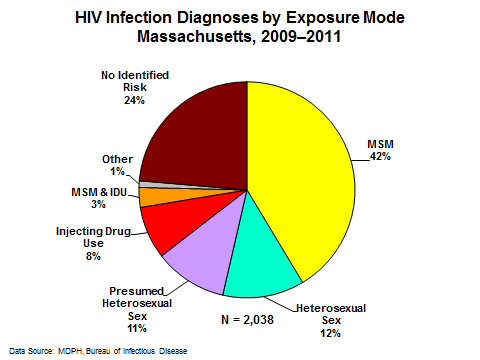 HIV Infection Diagnoses by Exposure Mode
Massachusetts, 2009–2011
No Identified
Risk
24%
MSM
42%
Other
1%
MSM & IDU
3%
Injecting Drug
Use
8%
Presumed
Heterosexual
Sex
11%
N = 2,038
Heterosexual
Sex
12%
Data Source: MDPH, Bureau of Infectious Disease